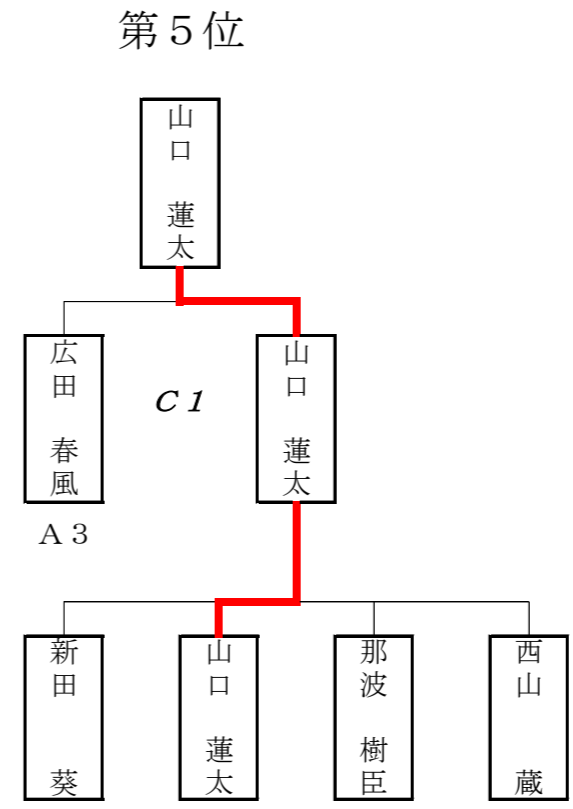 第５位
山口　蓮太
広田　春風
C1
山口　蓮太
A３
新田　葵
山口　蓮太
那波　樹臣
西山　蔵